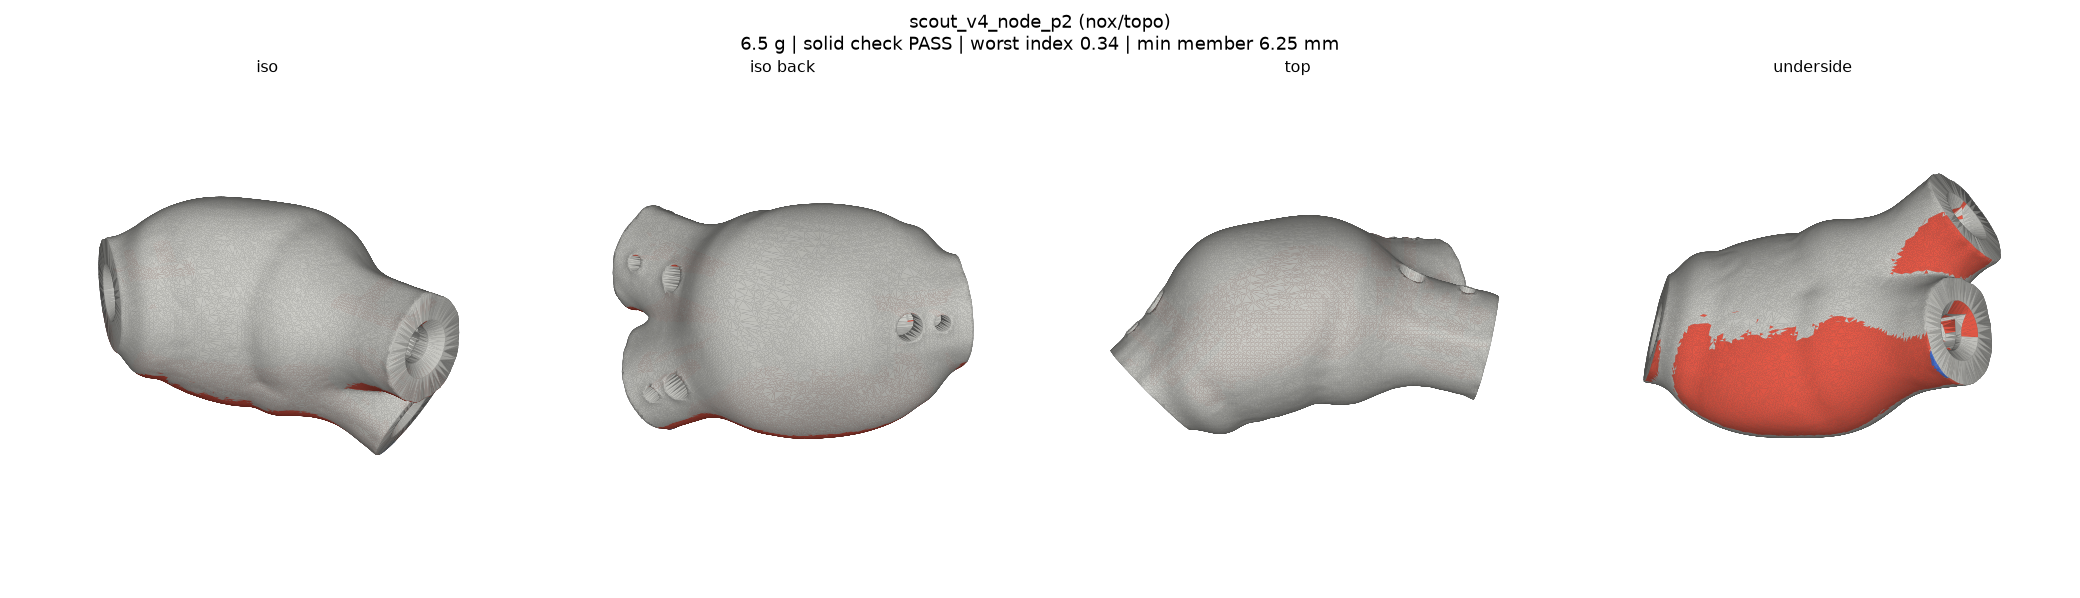 scout_v4_node_p2 (nox/topo)
6.5 g | solid check PASS | worst index 0.34 | min member 6.25 mm
iso
iso back
top
underside